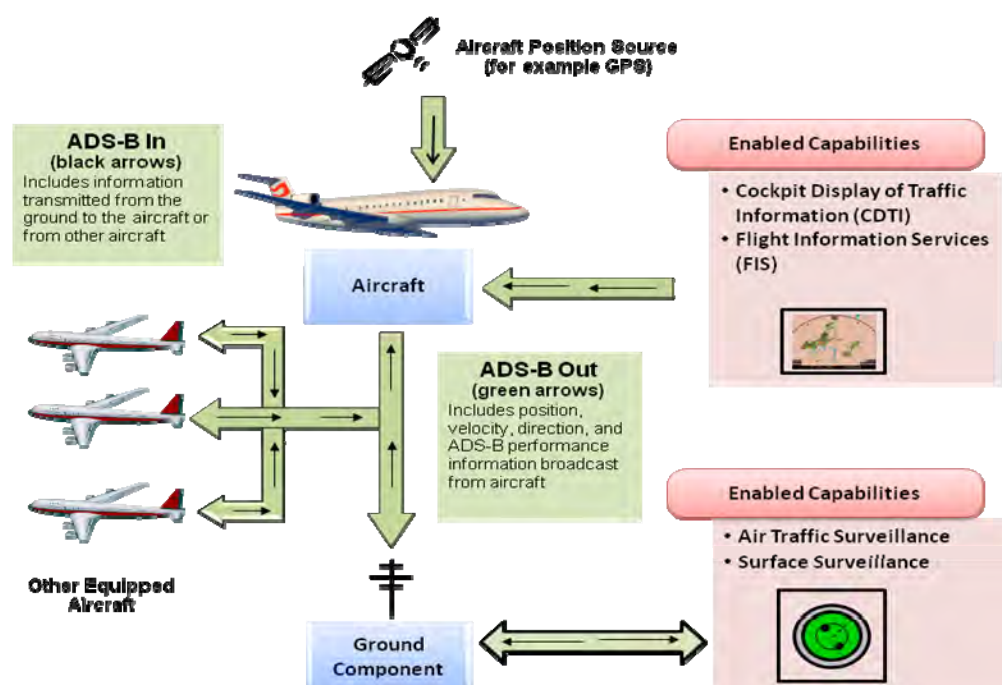 Aircraft Position Source
(for example GPS)
ADS-B In
(black arrows)
Includes information
transmitted from the
ground to the aircraft or
from other aircraft
Enabled Capabilities
• Cockpit Display of Traffic
Information (CDTI)
• Flight Information Services
(FIS)
Aircraft
ADS-B Out
(green arrows)
Includes position,
velocity, direction, and
ADS-B performance
information broadcast
from aircraft
Other Equipped
Aircraft
Enabled Capabilities
• Air Traffic Surveillance
• Surface Surveillance
Ground
Component